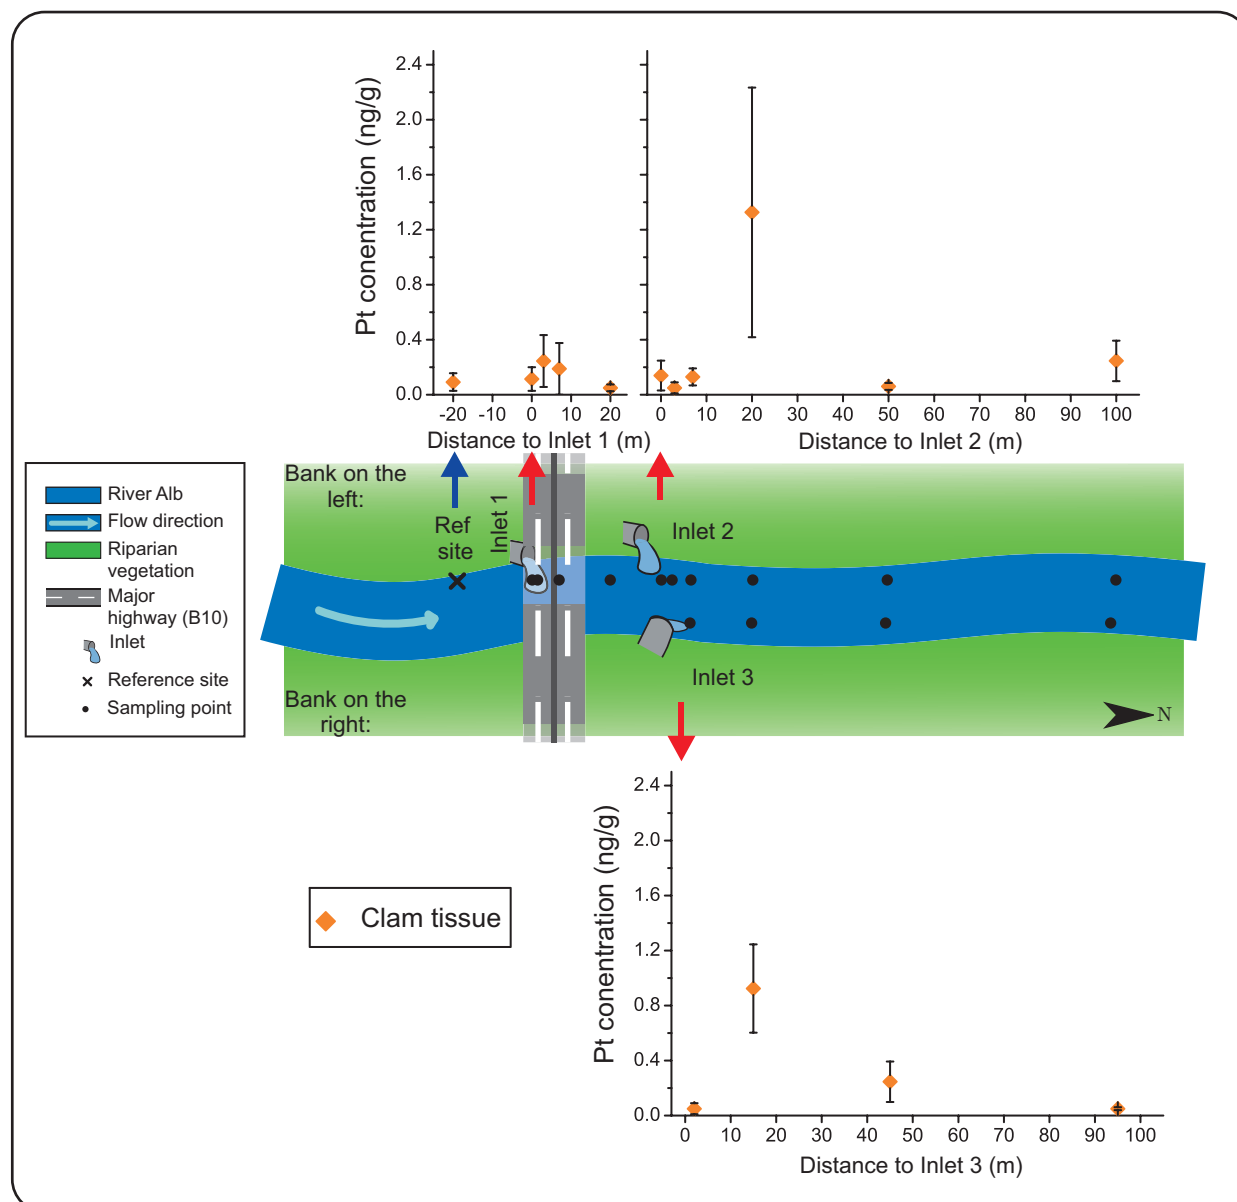 Pt conentration (ng/g)
2.4
2.0
1.6
1.2
0.8
0.4
0.0
-20 -10 0 10 20
0 10 20 30 40 50 60 70 80 90 100
Distance to Inlet 1 (m)
Distance to Inlet 2 (m)
River Alb
Flow direction
Riparian
vegetation
Major
highway (B10)
Inlet
Reference site
Sampling point
Bank on the
left:
Ref
site
Inlet 1
Inlet 2
Inlet 3
Bank on the
right:
N
Clam tissue
Pt conentration (ng/g)
2.4
2.0
1.6
1.2
0.8
0.4
0.0
0 10 20 30 40 50 60 70 80 90 100
Distance to Inlet 3 (m)